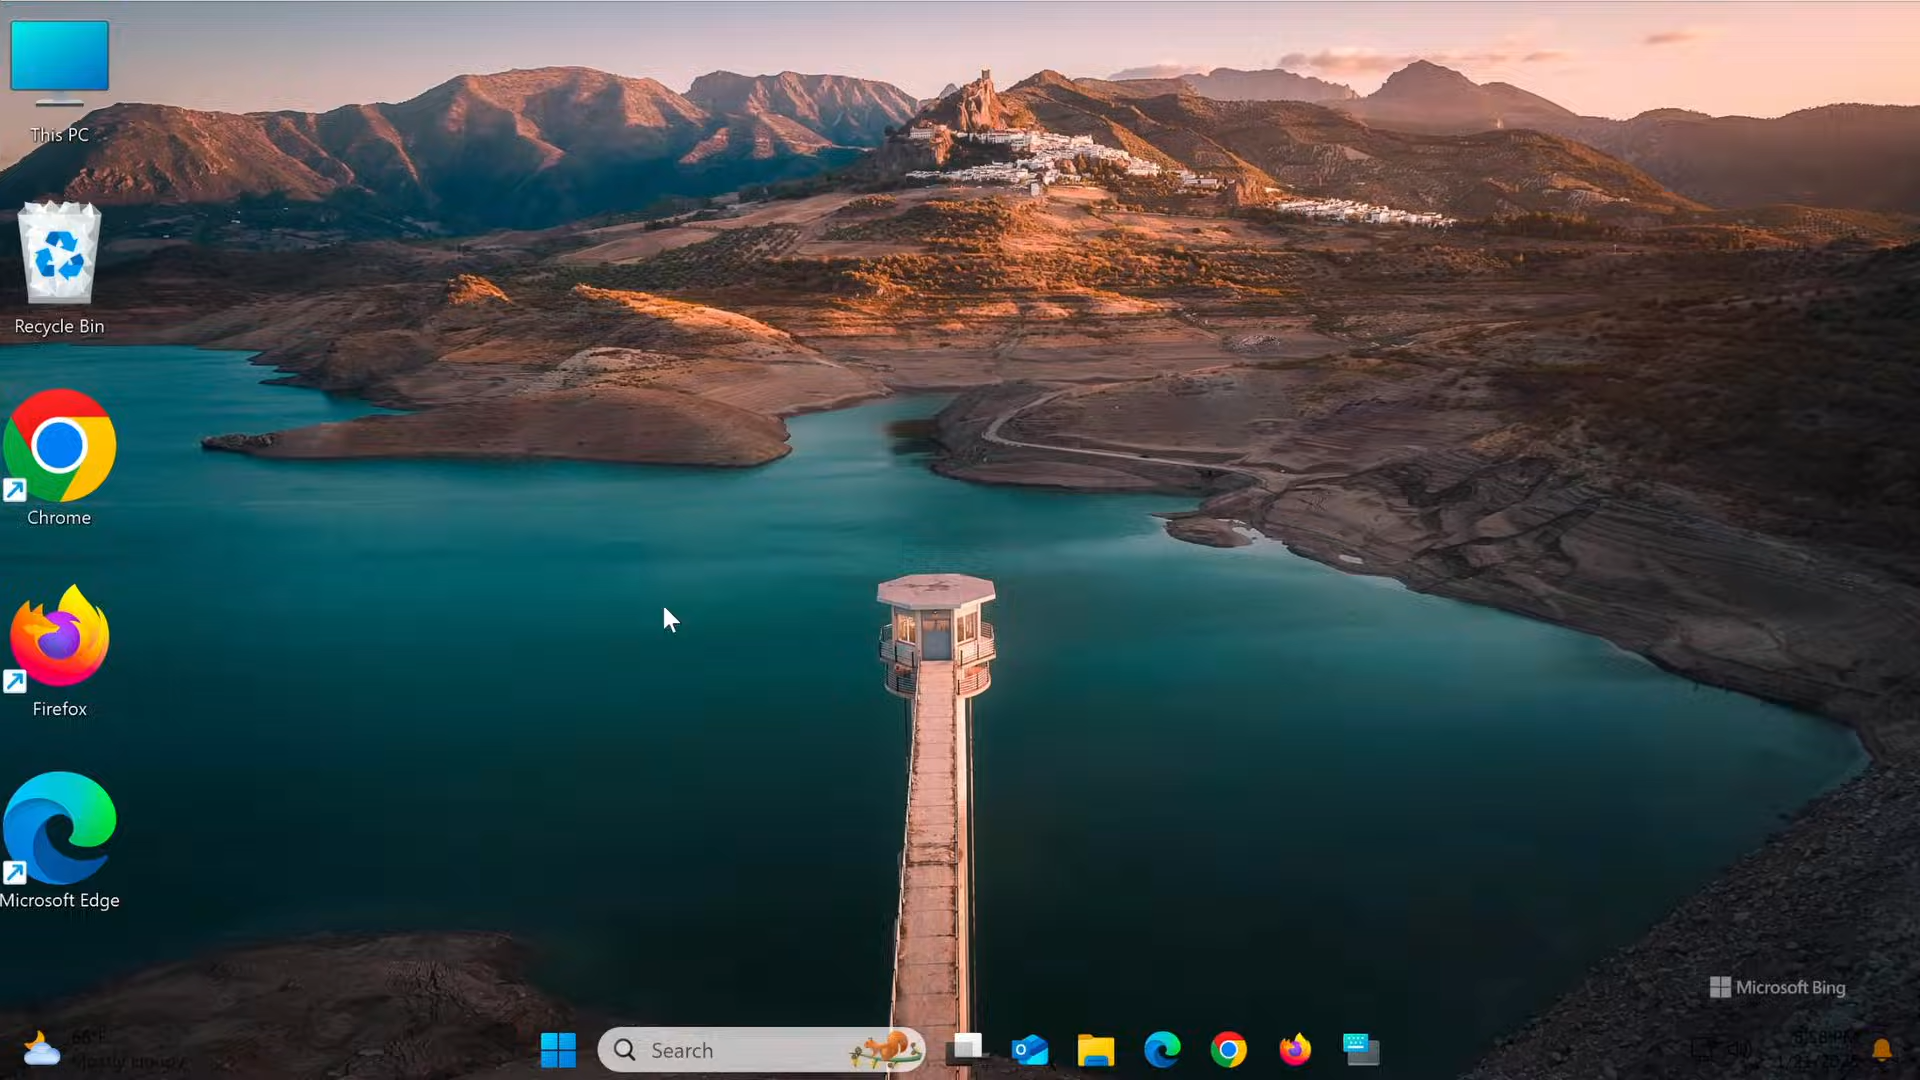 This PC
Recycle Bin
Chrome
Firefox
Microsoft Edge
Microsoft Bing
66°F
Mostly cloudy
Search